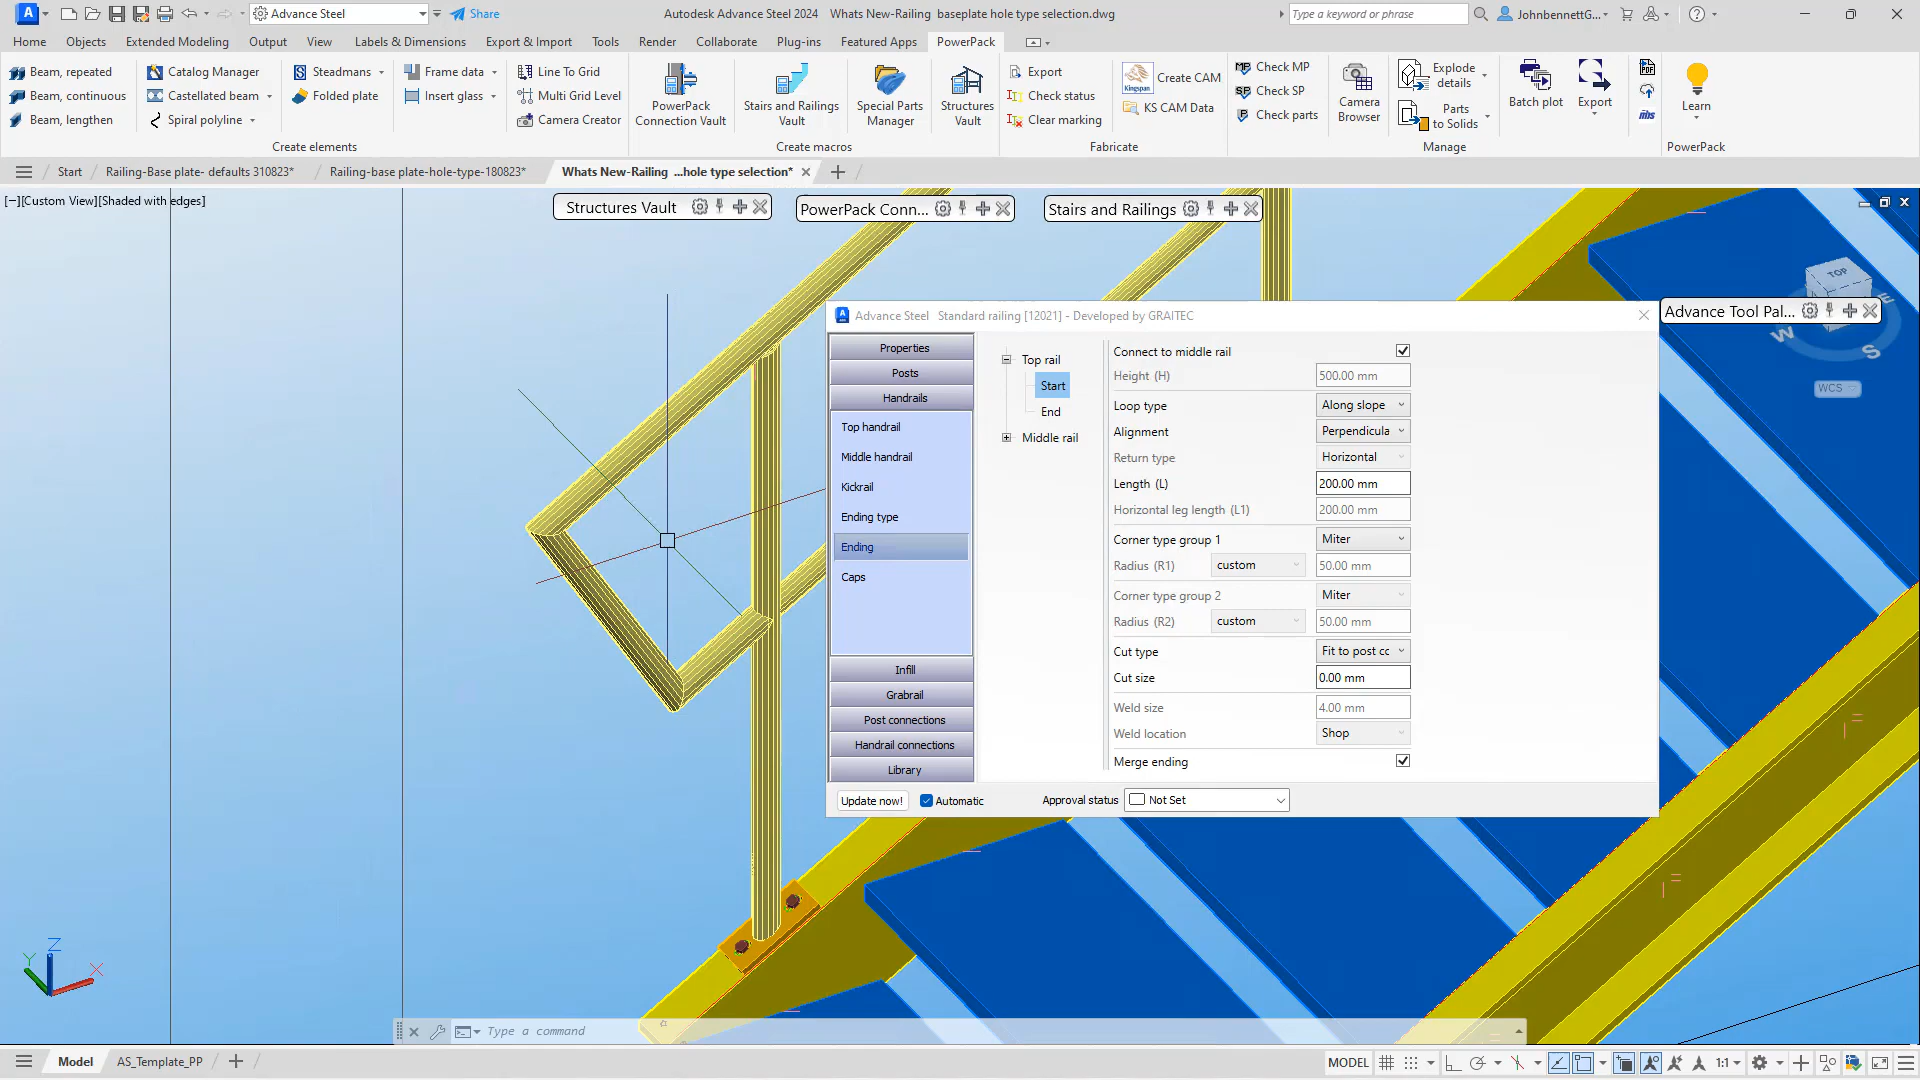 A Advance Steel Share Autodesk Advance Steel 2024 Whats New-Railing baseplate hole type selection.dwg Type a keyword or phrase JohnbennettG...
Home Objects Extended Modeling Output View Labels & Dimensions Export & Import Tools Render Collaborate Plug-ins Featured Apps PowerPack
Beam, repeated
Beam, continuous
Beam, lengthen
Catalog Manager
Castellated beam
Spiral polyline
Steadmans
Folded plate
Frame data
Insert glass
Line To Grid
Multi Grid Level
Camera Creator
Create elements
PowerPack
Connection Vault
Stairs and Railings
Vault
Special Parts
Manager
Structures
Vault
Create macros
Export
Check status
Clear marking
Kingspan
Create CAM
KS CAM Data
Fabricate
MP Check MP
SP Check SP
P Check parts
Camera
Browser
Explode
details
Parts
to Solids
Batch plot
Export
PDF
nbs
Manage
Learn
PowerPack
Start Railing-Base plate- defaults 310823* Railing-base plate-hole-type-180823* Whats New-Railing ...hole type selection*
[−][Custom View][Shaded with edges]
Structures Vault
PowerPack Conn...
Stairs and Railings
Advance Tool Pal...
TOP
W
S
E
WCS
Advance Steel Standard railing [12021] - Developed by GRAITEC
Properties
Posts
Handrails
Top handrail
Middle handrail
Kickrail
Ending type
Ending
Caps
Infill
Grabrail
Post connections
Handrail connections
Library
Top rail
Start
End
Middle rail
Connect to middle rail
Height (H) 500.00 mm
Loop type Along slope
Alignment Perpendicula
Return type Horizontal
Length (L) 200.00 mm
Horizontal leg length (L1) 200.00 mm
Corner type group 1 Miter
Radius (R1) custom 50.00 mm
Corner type group 2 Miter
Radius (R2) custom 50.00 mm
Cut type Fit to post cc
Cut size 0.00 mm
Weld size 4.00 mm
Weld location Shop
Merge ending
Update now! Automatic Approval status Not Set
Z
Y
X
Type a command
Model AS_Template_PP MODEL 1:1